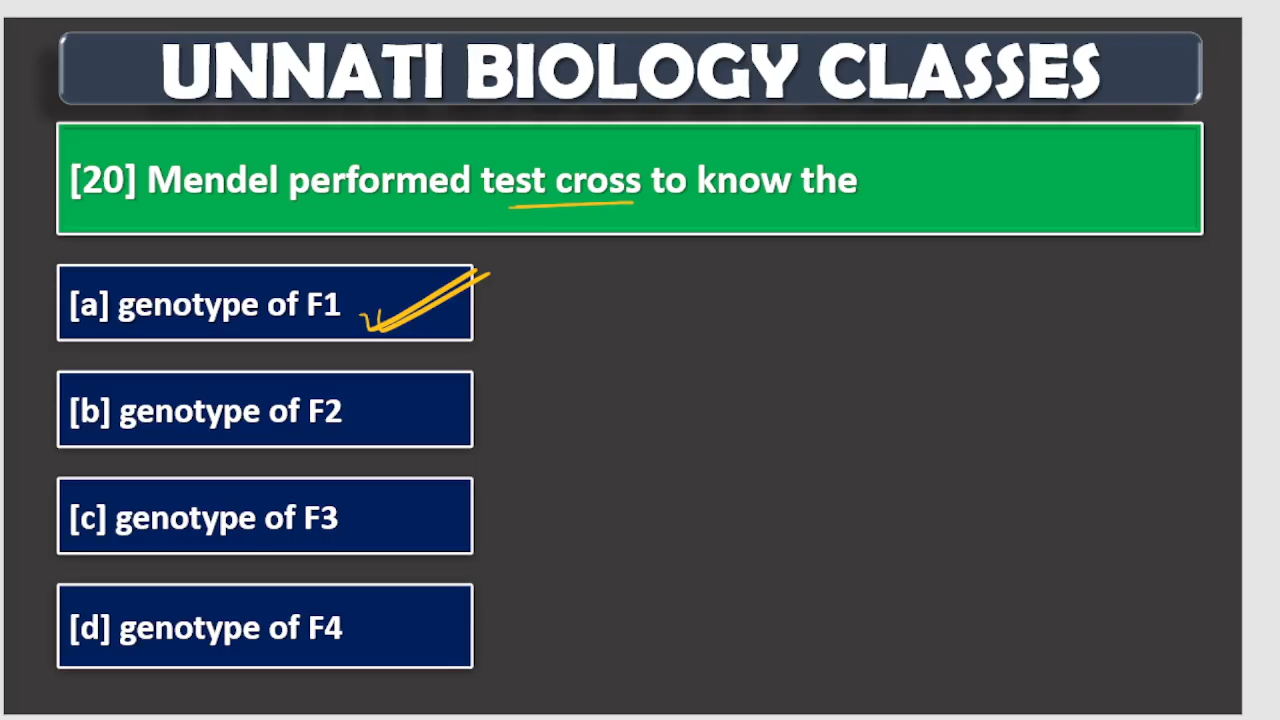 UNNATI BIOLOGY CLASSES
[20] Mendel performed test cross to know the
[a] genotype of F1
[b] genotype of F2
[c] genotype of F3
[d] genotype of F4